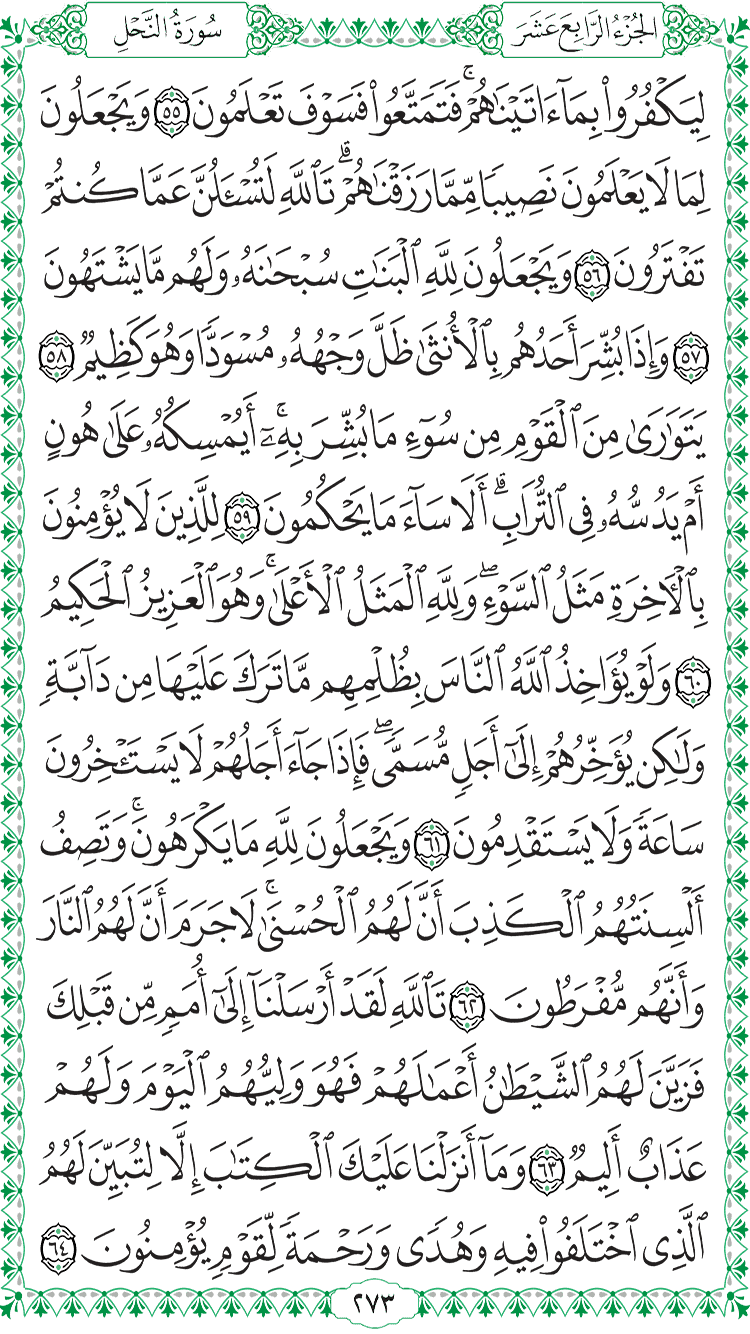 الجُزْءُ الرَّابِعَ عَشَرَ
سُورَةُ النَّحْلِ
لِيَكْفُرُوا۟ بِمَآ ءَاتَيْنَـٰهُمْ ۚ فَتَمَتَّعُوا۟ فَسَوْفَ تَعْلَمُونَ ٥٥ وَيَجْعَلُونَ
لِمَا لَا يَعْلَمُونَ نَصِيبًا مِّمَّا رَزَقْنَـٰهُمْ ۗ تَٱللَّهِ لَتُسْـَٔلُنَّ عَمَّا كُنتُمْ
تَفْتَرُونَ ٥٦ وَيَجْعَلُونَ لِلَّهِ ٱلْبَنَـٰتِ سُبْحَـٰنَهُۥ وَلَهُم مَّا يَشْتَهُونَ
٥٧ وَإِذَا بُشِّرَ أَحَدُهُم بِٱلْأُنثَىٰ ظَلَّ وَجْهُهُۥ مُسْوَدًّا وَهُوَ كَظِيمٌ ٥٨
يَتَوَٰرَىٰ مِنَ ٱلْقَوْمِ مِن سُوٓءِ مَا بُشِّرَ بِهِۦٓ ۚ أَيُمْسِكُهُۥ عَلَىٰ هُونٍ
أَمْ يَدُسُّهُۥ فِى ٱلتُّرَابِ ۗ أَلَا سَآءَ مَا يَحْكُمُونَ ٥٩ لِلَّذِينَ لَا يُؤْمِنُونَ
بِٱلْـَٔاخِرَةِ مَثَلُ ٱلسَّوْءِ ۖ وَلِلَّهِ ٱلْمَثَلُ ٱلْأَعْلَىٰ ۚ وَهُوَ ٱلْعَزِيزُ ٱلْحَكِيمُ
٦٠ وَلَوْ يُؤَاخِذُ ٱللَّهُ ٱلنَّاسَ بِظُلْمِهِم مَّا تَرَكَ عَلَيْهَا مِن دَآبَّةٍ
وَلَـٰكِن يُؤَخِّرُهُمْ إِلَىٰٓ أَجَلٍ مُّسَمًّى ۖ فَإِذَا جَآءَ أَجَلُهُمْ لَا يَسْتَـْٔخِرُونَ
سَاعَةً ۖ وَلَا يَسْتَقْدِمُونَ ٦١ وَيَجْعَلُونَ لِلَّهِ مَا يَكْرَهُونَ ۚ وَتَصِفُ
أَلْسِنَتُهُمُ ٱلْكَذِبَ أَنَّ لَهُمُ ٱلْحُسْنَىٰ ۚ لَا جَرَمَ أَنَّ لَهُمُ ٱلنَّارَ
وَأَنَّهُم مُّفْرَطُونَ ٦٢ تَٱللَّهِ لَقَدْ أَرْسَلْنَآ إِلَىٰٓ أُمَمٍ مِّن قَبْلِكَ
فَزَيَّنَ لَهُمُ ٱلشَّيْطَـٰنُ أَعْمَـٰلَهُمْ فَهُوَ وَلِيُّهُمُ ٱلْيَوْمَ وَلَهُمْ
عَذَابٌ أَلِيمٌ ٦٣ وَمَآ أَنزَلْنَا عَلَيْكَ ٱلْكِتَـٰبَ إِلَّا لِتُبَيِّنَ لَهُمُ
ٱلَّذِى ٱخْتَلَفُوا۟ فِيهِ ۙ وَهُدًى وَرَحْمَةً لِّقَوْمٍ يُؤْمِنُونَ ٦٤
٢٧٣